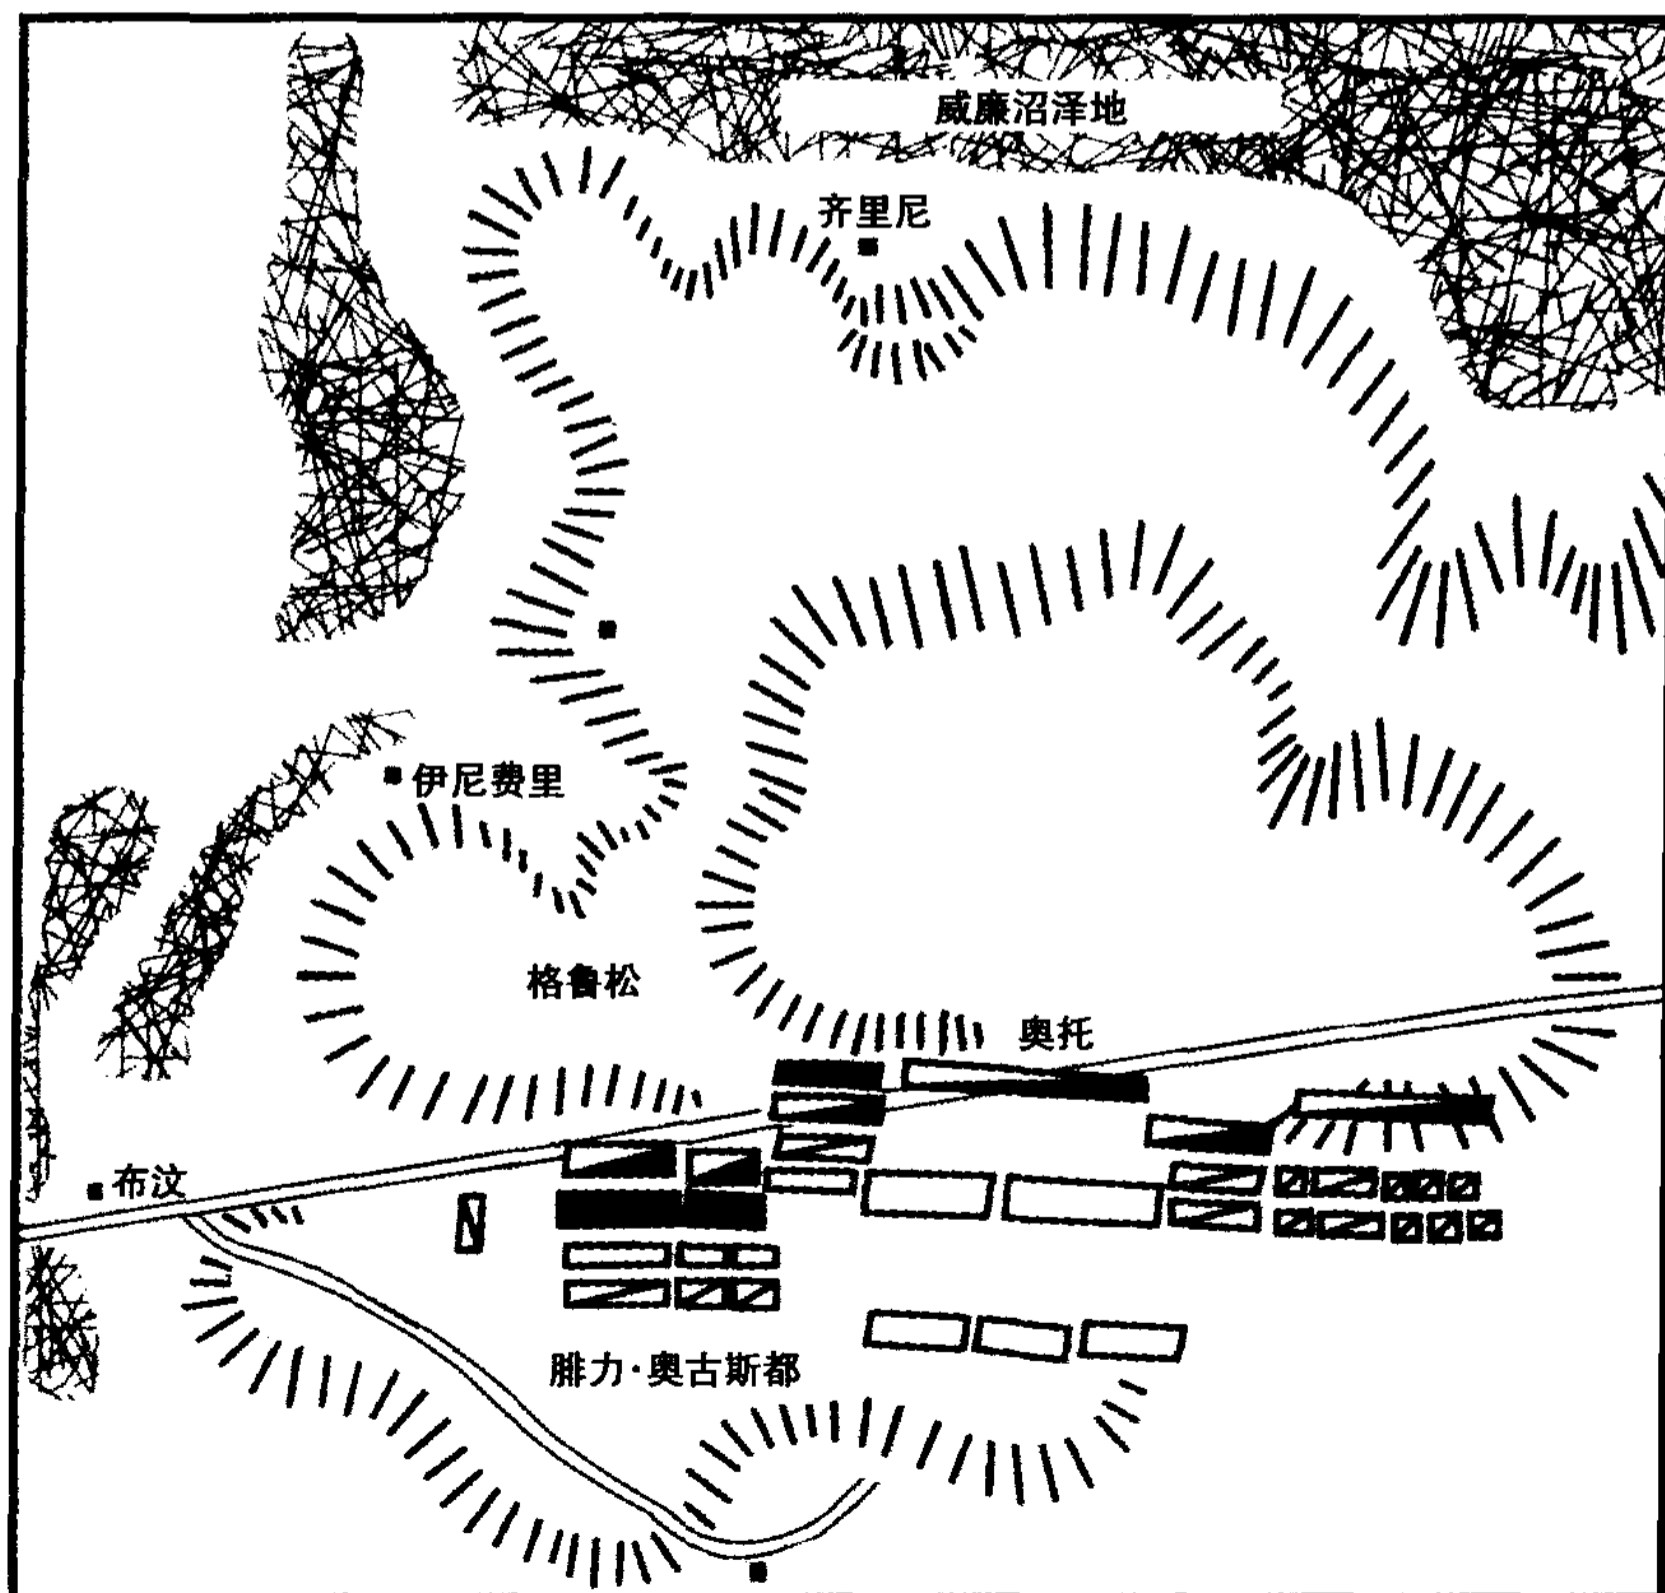 威廉沼泽地
齐里尼
伊尼费里
格鲁松
奥托
布汶
腓力·奥古斯都